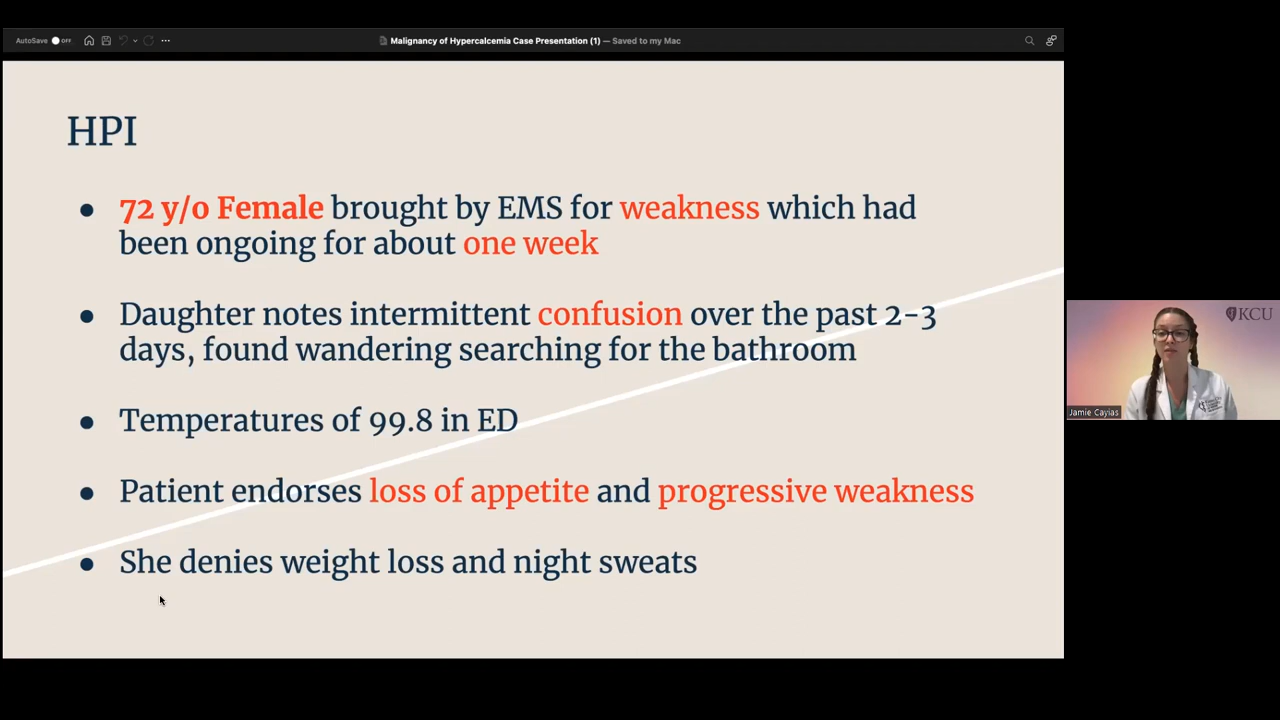 AutoSave OFF
Malignancy of Hypercalcemia Case Presentation (1) — Saved to my Mac
HPI
● 72 y/o Female brought by EMS for weakness which had
been ongoing for about one week
● Daughter notes intermittent confusion over the past 2-3
days, found wandering searching for the bathroom
● Temperatures of 99.8 in ED
● Patient endorses loss of appetite and progressive weakness
● She denies weight loss and night sweats
KCU
Jamie Cayias